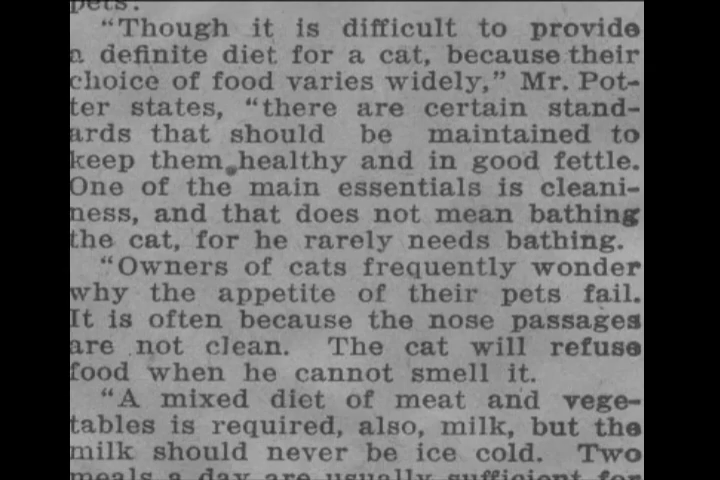 pets.
"Though it is difficult to provide
a definite diet for a cat, because their
choice of food varies widely," Mr. Pot-
ter states, "there are certain stand-
ards that should be maintained to
keep them healthy and in good fettle.
One of the main essentials is cleani-
ness, and that does not mean bathing
the cat, for he rarely needs bathing.
"Owners of cats frequently wonder
why the appetite of their pets fail.
It is often because the nose passages
are not clean. The cat will refuse
food when he cannot smell it.
"A mixed diet of meat and vege-
tables is required, also, milk, but the
milk should never be ice cold. Two
meals a day are usually sufficient for